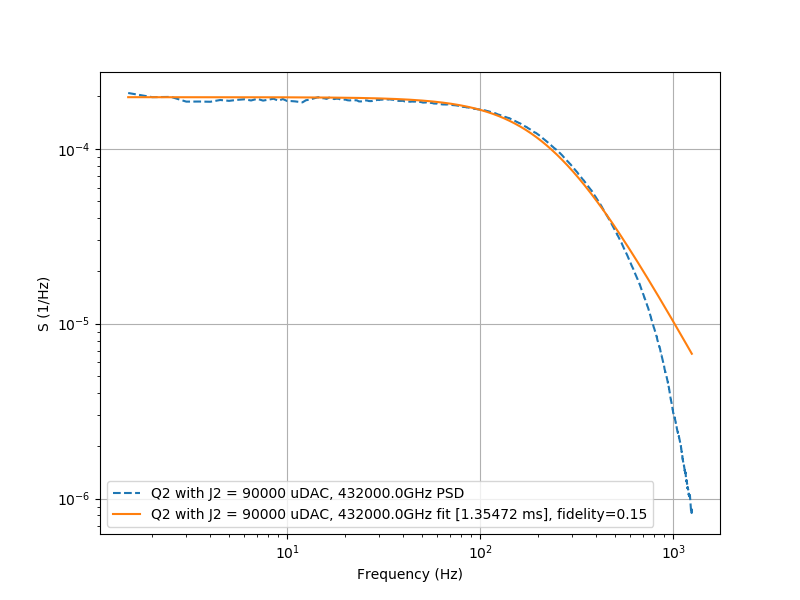 S (1/Hz)
10⁻⁴
10⁻⁵
10⁻⁶
Q2 with J2 = 90000 uDAC, 432000.0GHz PSD
Q2 with J2 = 90000 uDAC, 432000.0GHz fit [1.35472 ms], fidelity=0.15
10¹
10²
10³
Frequency (Hz)